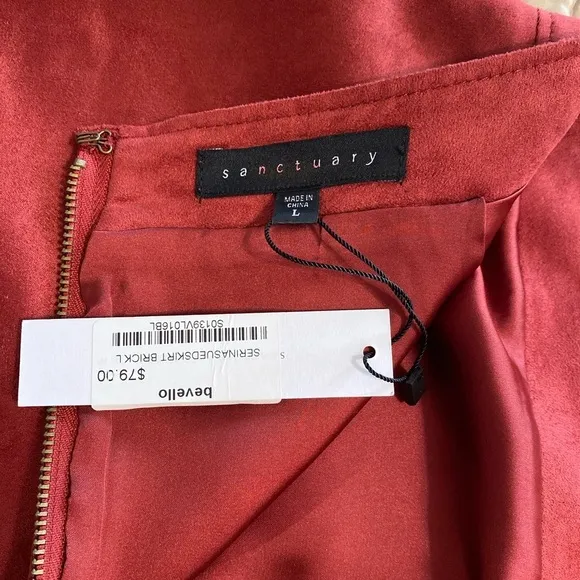 sanctuary
MADE IN
CHINA
L
bevello
$79.00
SERINASUEDSKIRT BRICK L
S0139VL016BL
S